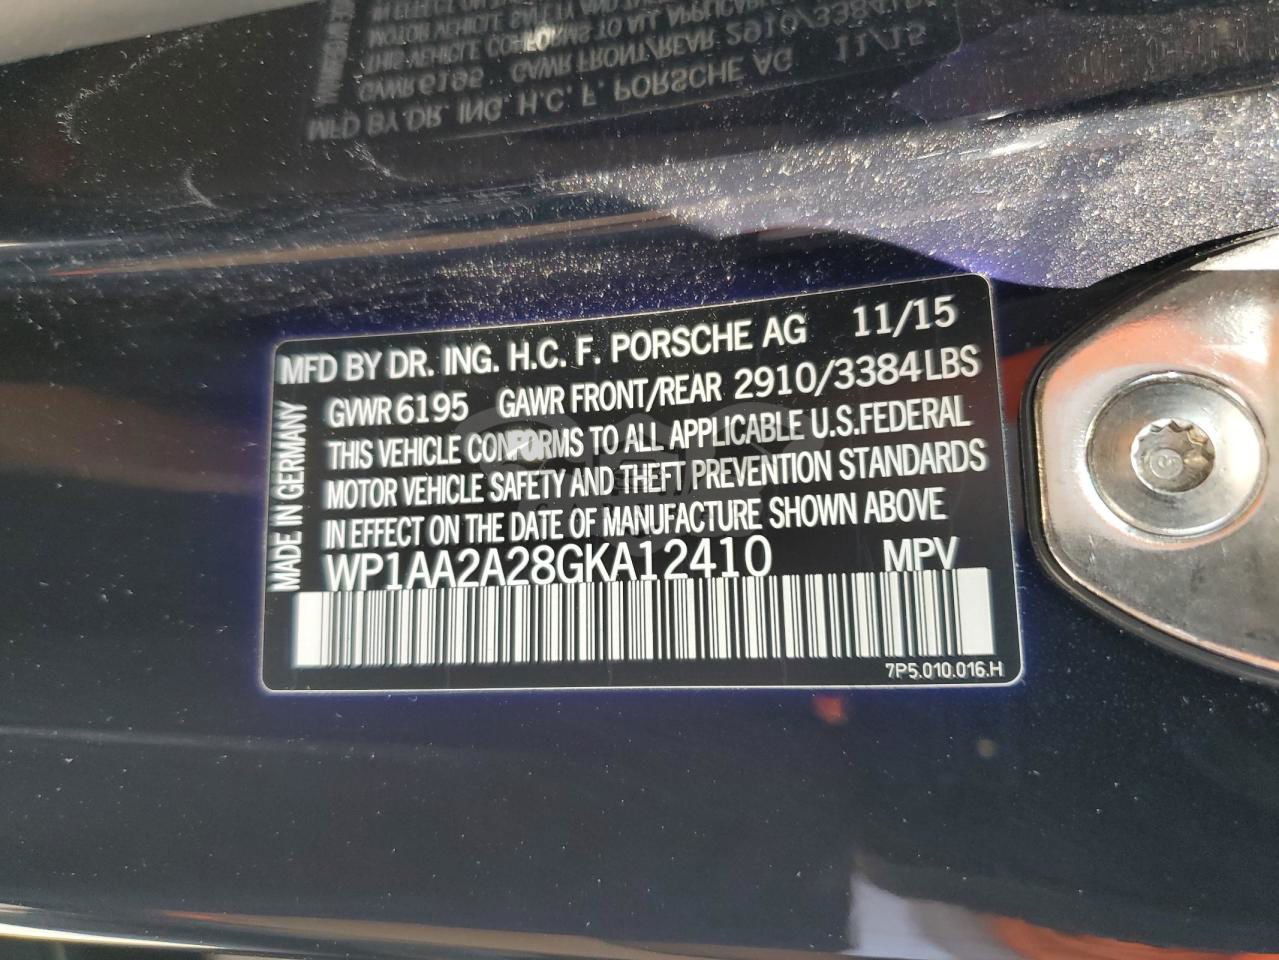 MFD BY DR. ING. H.C. F. PORSCHE AG 11/15
GVWR 6195 GAWR FRONT/REAR 2910/3384LBS
THIS VEHICLE CONFORMS TO ALL APPLICABLE U.S.FEDERAL
MOTOR VEHICLE SAFETY AND THEFT PREVENTION STANDARDS
IN EFFECT ON THE DATE OF MANUFACTURE SHOWN ABOVE
WP1AA2A28GKA12410 MPV
MADE IN GERMANY
7P5.010.016.H